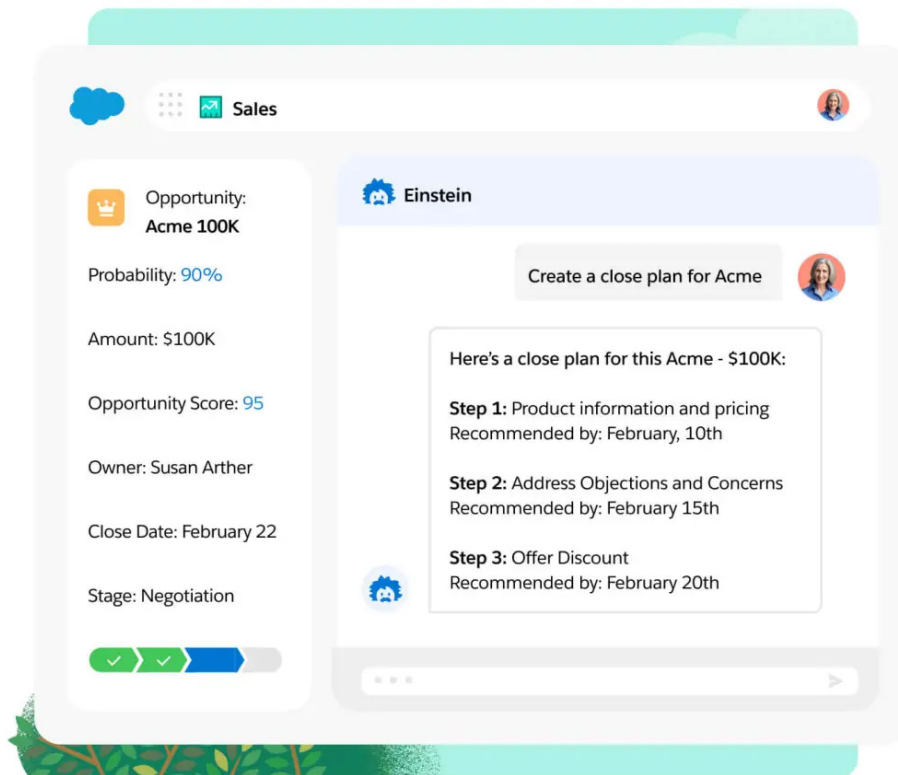 Sales
Opportunity:
Acme 100K
Probability: 90%
Amount: $100K
Opportunity Score: 95
Owner: Susan Arther
Close Date: February 22
Stage: Negotiation
Einstein
Create a close plan for Acme
Here's a close plan for this Acme - $100K:
Step 1: Product information and pricing
Recommended by: February, 10th
Step 2: Address Objections and Concerns
Recommended by: February 15th
Step 3: Offer Discount
Recommended by: February 20th